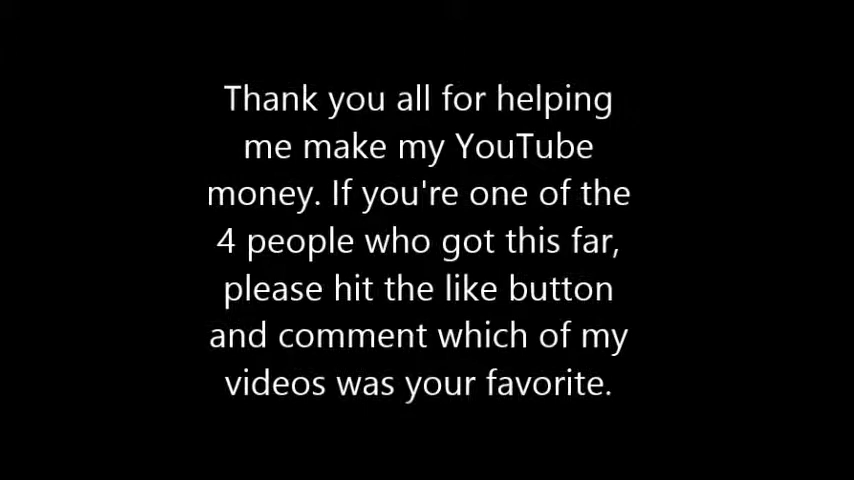 Thank you all for helping
me make my YouTube
money. If you're one of the
4 people who got this far,
please hit the like button
and comment which of my
videos was your favorite.